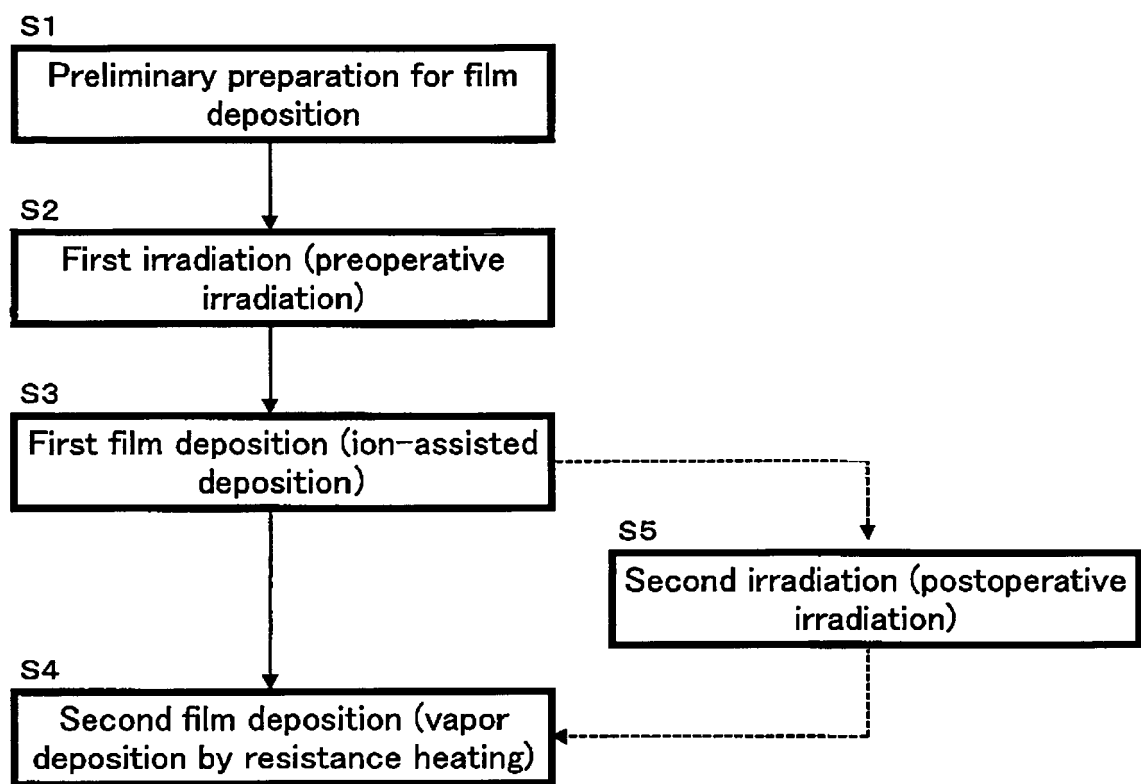 S1
Preliminary preparation for film
deposition
S2
First irradiation (preoperative
irradiation)
S3
First film deposition (ion-assisted
deposition)
S5
Second irradiation (postoperative
irradiation)
S4
Second film deposition (vapor
deposition by resistance heating)